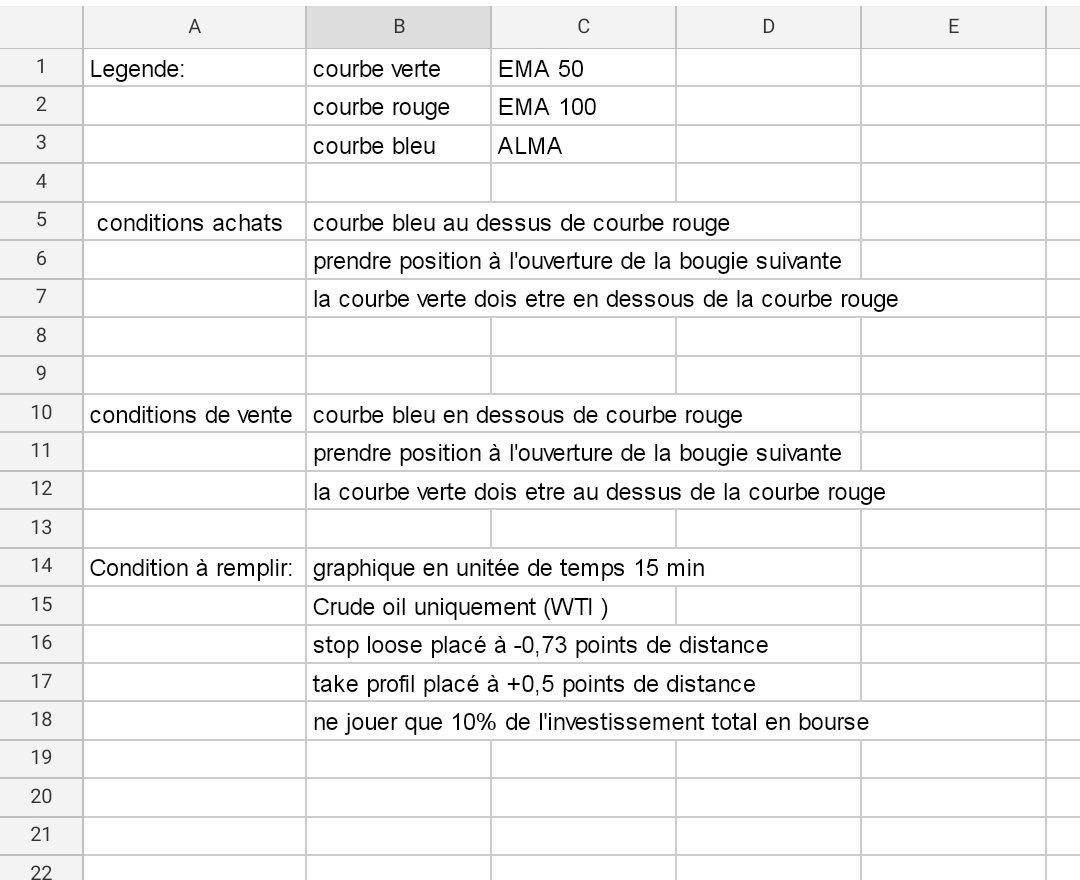 A B C D E
1 Legende: courbe verte EMA 50
2 courbe rouge EMA 100
3 courbe bleu ALMA
4
5 conditions achats courbe bleu au dessus de courbe rouge
6 prendre position à l'ouverture de la bougie suivante
7 la courbe verte dois etre en dessous de la courbe rouge
8
9
10 conditions de vente courbe bleu en dessous de courbe rouge
11 prendre position à l'ouverture de la bougie suivante
12 la courbe verte dois etre au dessus de la courbe rouge
13
14 Condition à remplir: graphique en unitée de temps 15 min
15 Crude oil uniquement (WTI )
16 stop loose placé à -0,73 points de distance
17 take profil placé à +0,5 points de distance
18 ne jouer que 10% de l'investissement total en bourse
19
20
21
22